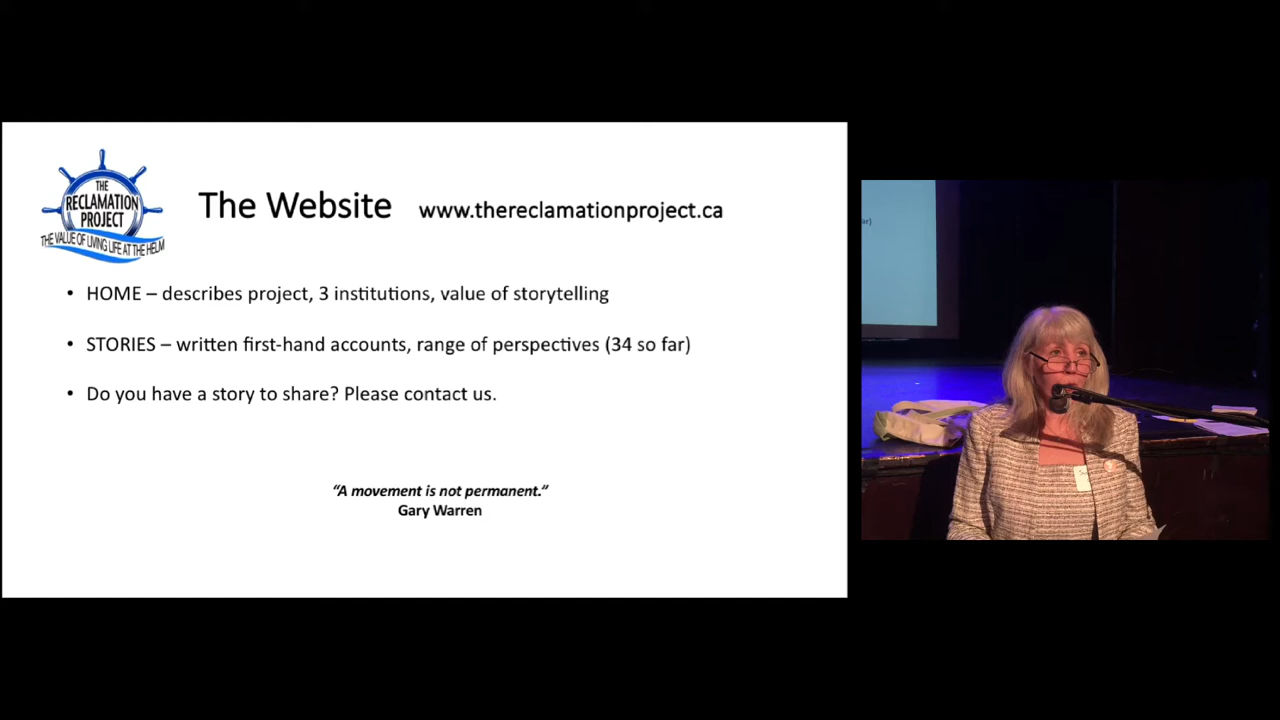 THE
RECLAMATION
PROJECT
THE VALUE OF LIVING LIFE AT THE HELM
The Website www.thereclamationproject.ca
• HOME – describes project, 3 institutions, value of storytelling
• STORIES – written first-hand accounts, range of perspectives (34 so far)
• Do you have a story to share? Please contact us.
“A movement is not permanent.”
Gary Warren